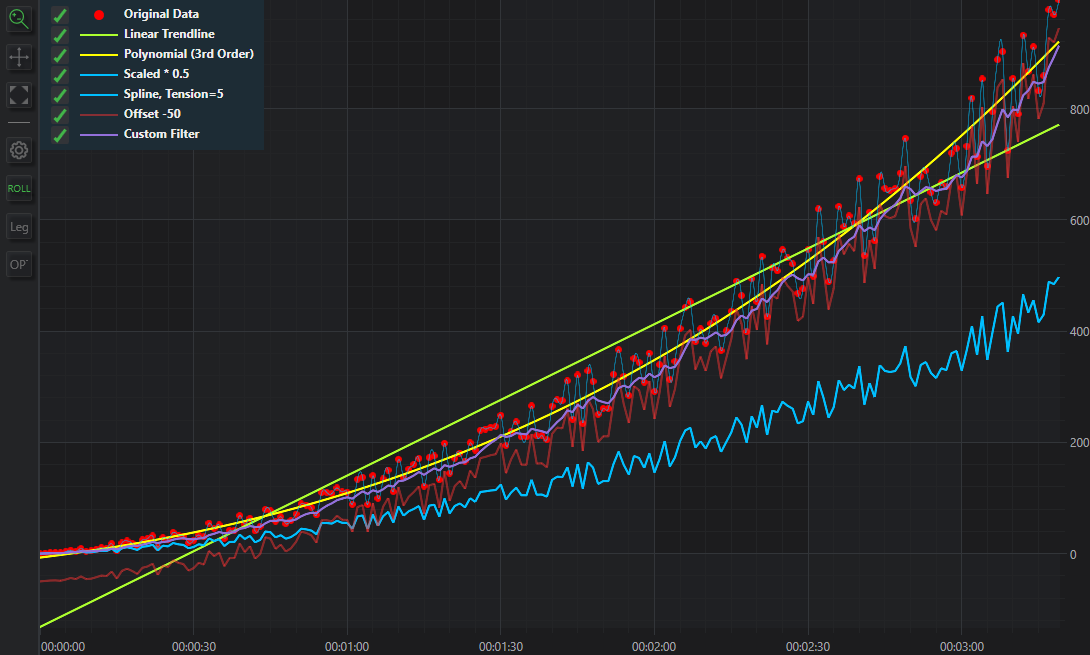 Original Data
Linear Trendline
Polynomial (3rd Order)
Scaled * 0.5
Spline, Tension=5
Offset -50
Custom Filter
ROLL
Leg
OP
800
600
400
200
0
00:00:00 00:00:30 00:01:00 00:01:30 00:02:00 00:02:30 00:03:00